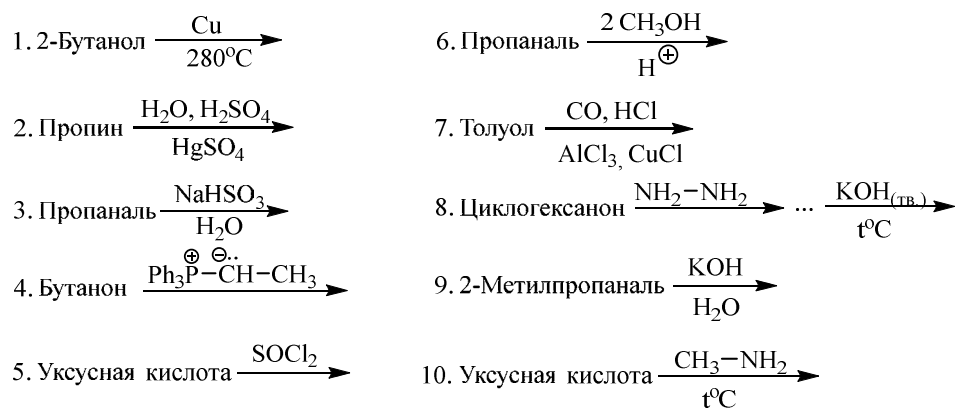 1. 2-Бутанол Cu 280°C
2. Пропин H₂O, H₂SO₄ HgSO₄
3. Пропаналь NaHSO₃ H₂O
4. Бутанон Ph₃P⊕–CH⊖··–CH₃
5. Уксусная кислота SOCl₂
6. Пропаналь 2 CH₃OH H⊕
7. Толуол CO, HCl AlCl₃, CuCl
8. Циклогексанон NH₂–NH₂ ... KOH(тв.) t°C
9. 2-Метилпропаналь KOH H₂O
10. Уксусная кислота CH₃–NH₂ t°C